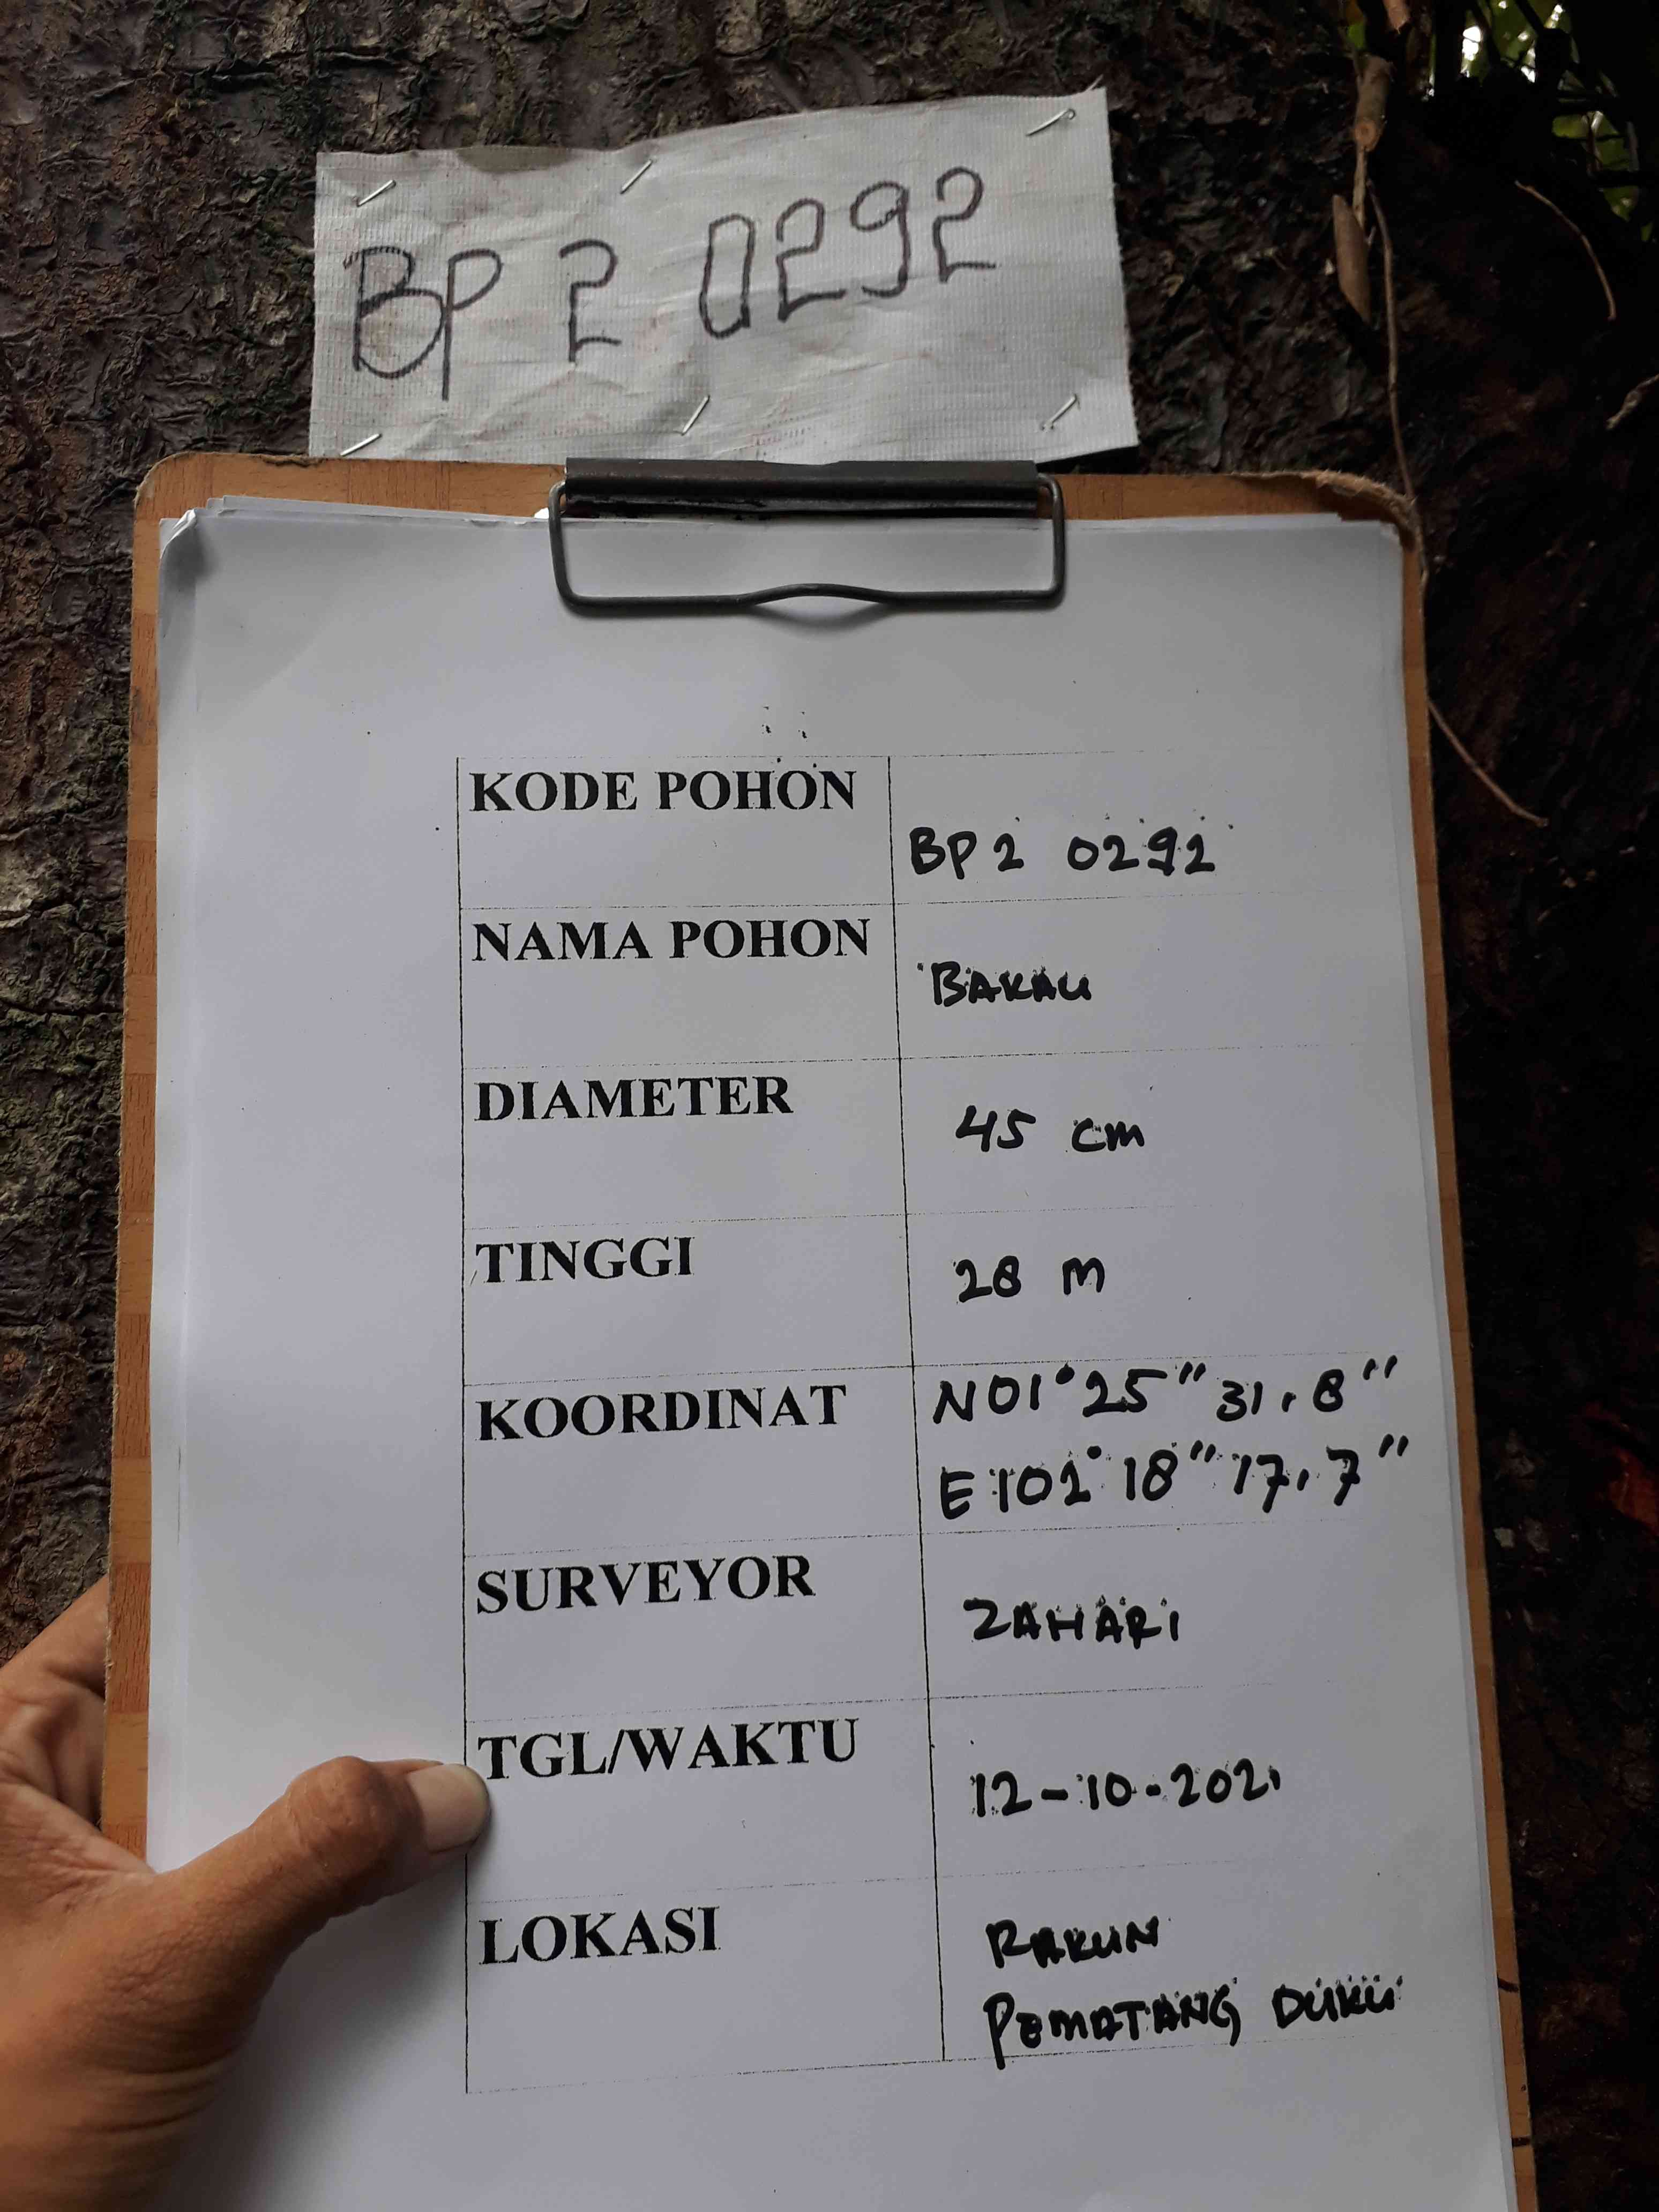 BP 2 0292
KODE POHON
BP 2 0292
NAMA POHON
BAKAU
DIAMETER
45 cm
TINGGI
28 m
KOORDINAT
N01°25" 31,8"
E 102° 18" 17,7"
SURVEYOR
ZAHARI
TGL/WAKTU
12-10-2021
LOKASI
RAKUN
PEMATANG DUKU